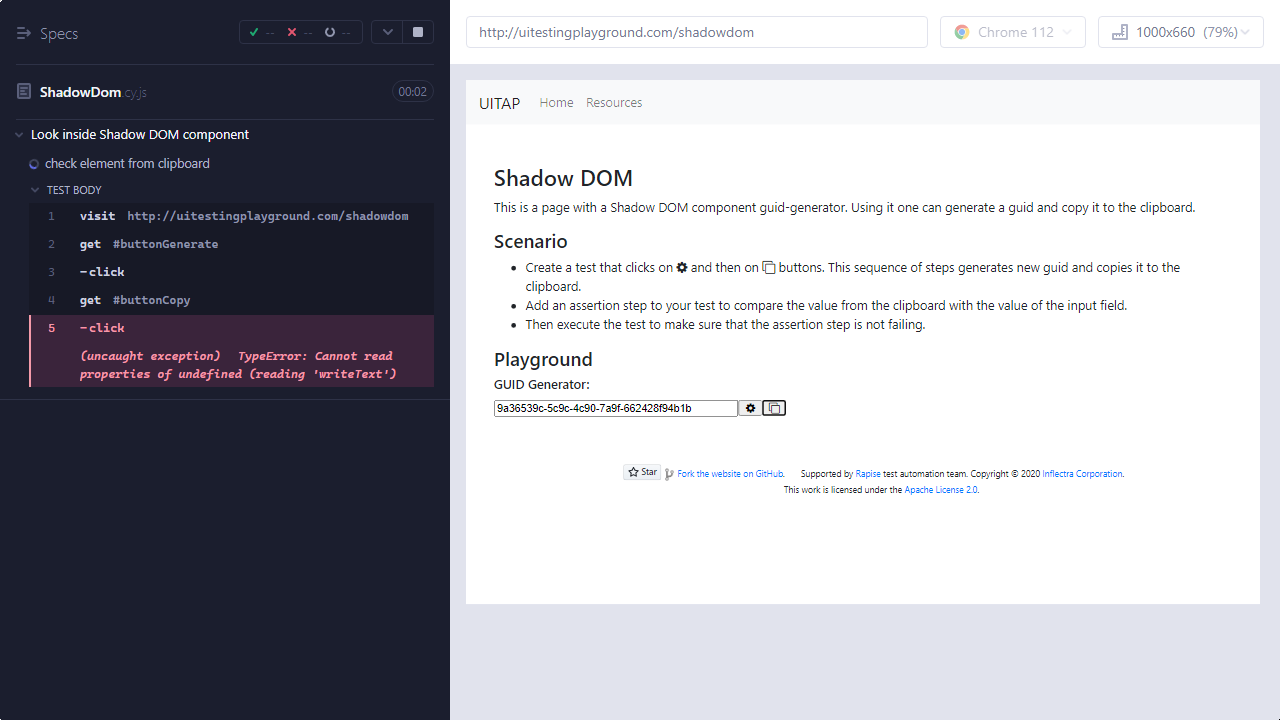 Specs
-- -- --
ShadowDom.cy.js
00:02
Look inside Shadow DOM component
check element from clipboard
TEST BODY
1 visit http://uitestingplayground.com/shadowdom
2 get #buttonGenerate
3 -click
4 get #buttonCopy
5 -click
(uncaught exception) TypeError: Cannot read
properties of undefined (reading 'writeText')
http://uitestingplayground.com/shadowdom
Chrome 112
1000x660 (79%)
UITAP Home Resources
Shadow DOM
This is a page with a Shadow DOM component guid-generator. Using it one can generate a guid and copy it to the clipboard.
Scenario
• Create a test that clicks on and then on buttons. This sequence of steps generates new guid and copies it to the
clipboard.
• Add an assertion step to your test to compare the value from the clipboard with the value of the input field.
• Then execute the test to make sure that the assertion step is not failing.
Playground
GUID Generator:
9a36539c-5c9c-4c90-7a9f-662428f94b1b
Star Fork the website on GitHub. Supported by Rapise test automation team. Copyright © 2020 Inflectra Corporation.
This work is licensed under the Apache License 2.0.